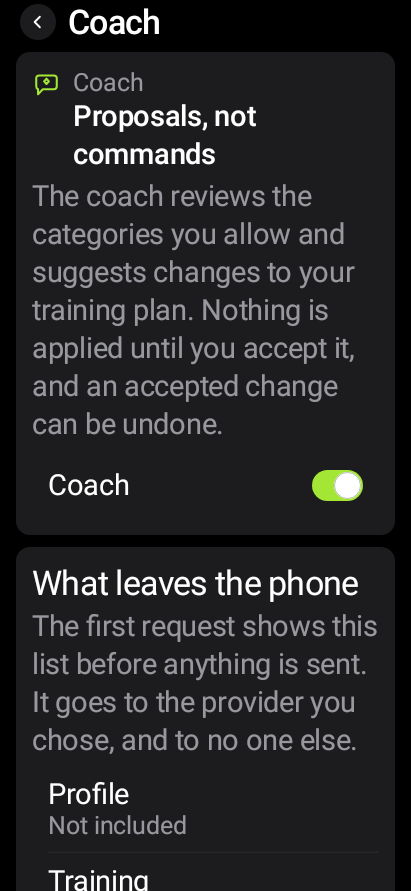 Coach
Coach
Proposals, not
commands
The coach reviews the
categories you allow and
suggests changes to your
training plan. Nothing is
applied until you accept it,
and an accepted change
can be undone.
Coach
What leaves the phone
The first request shows this
list before anything is sent.
It goes to the provider you
chose, and to no one else.
Profile
Not included
Training